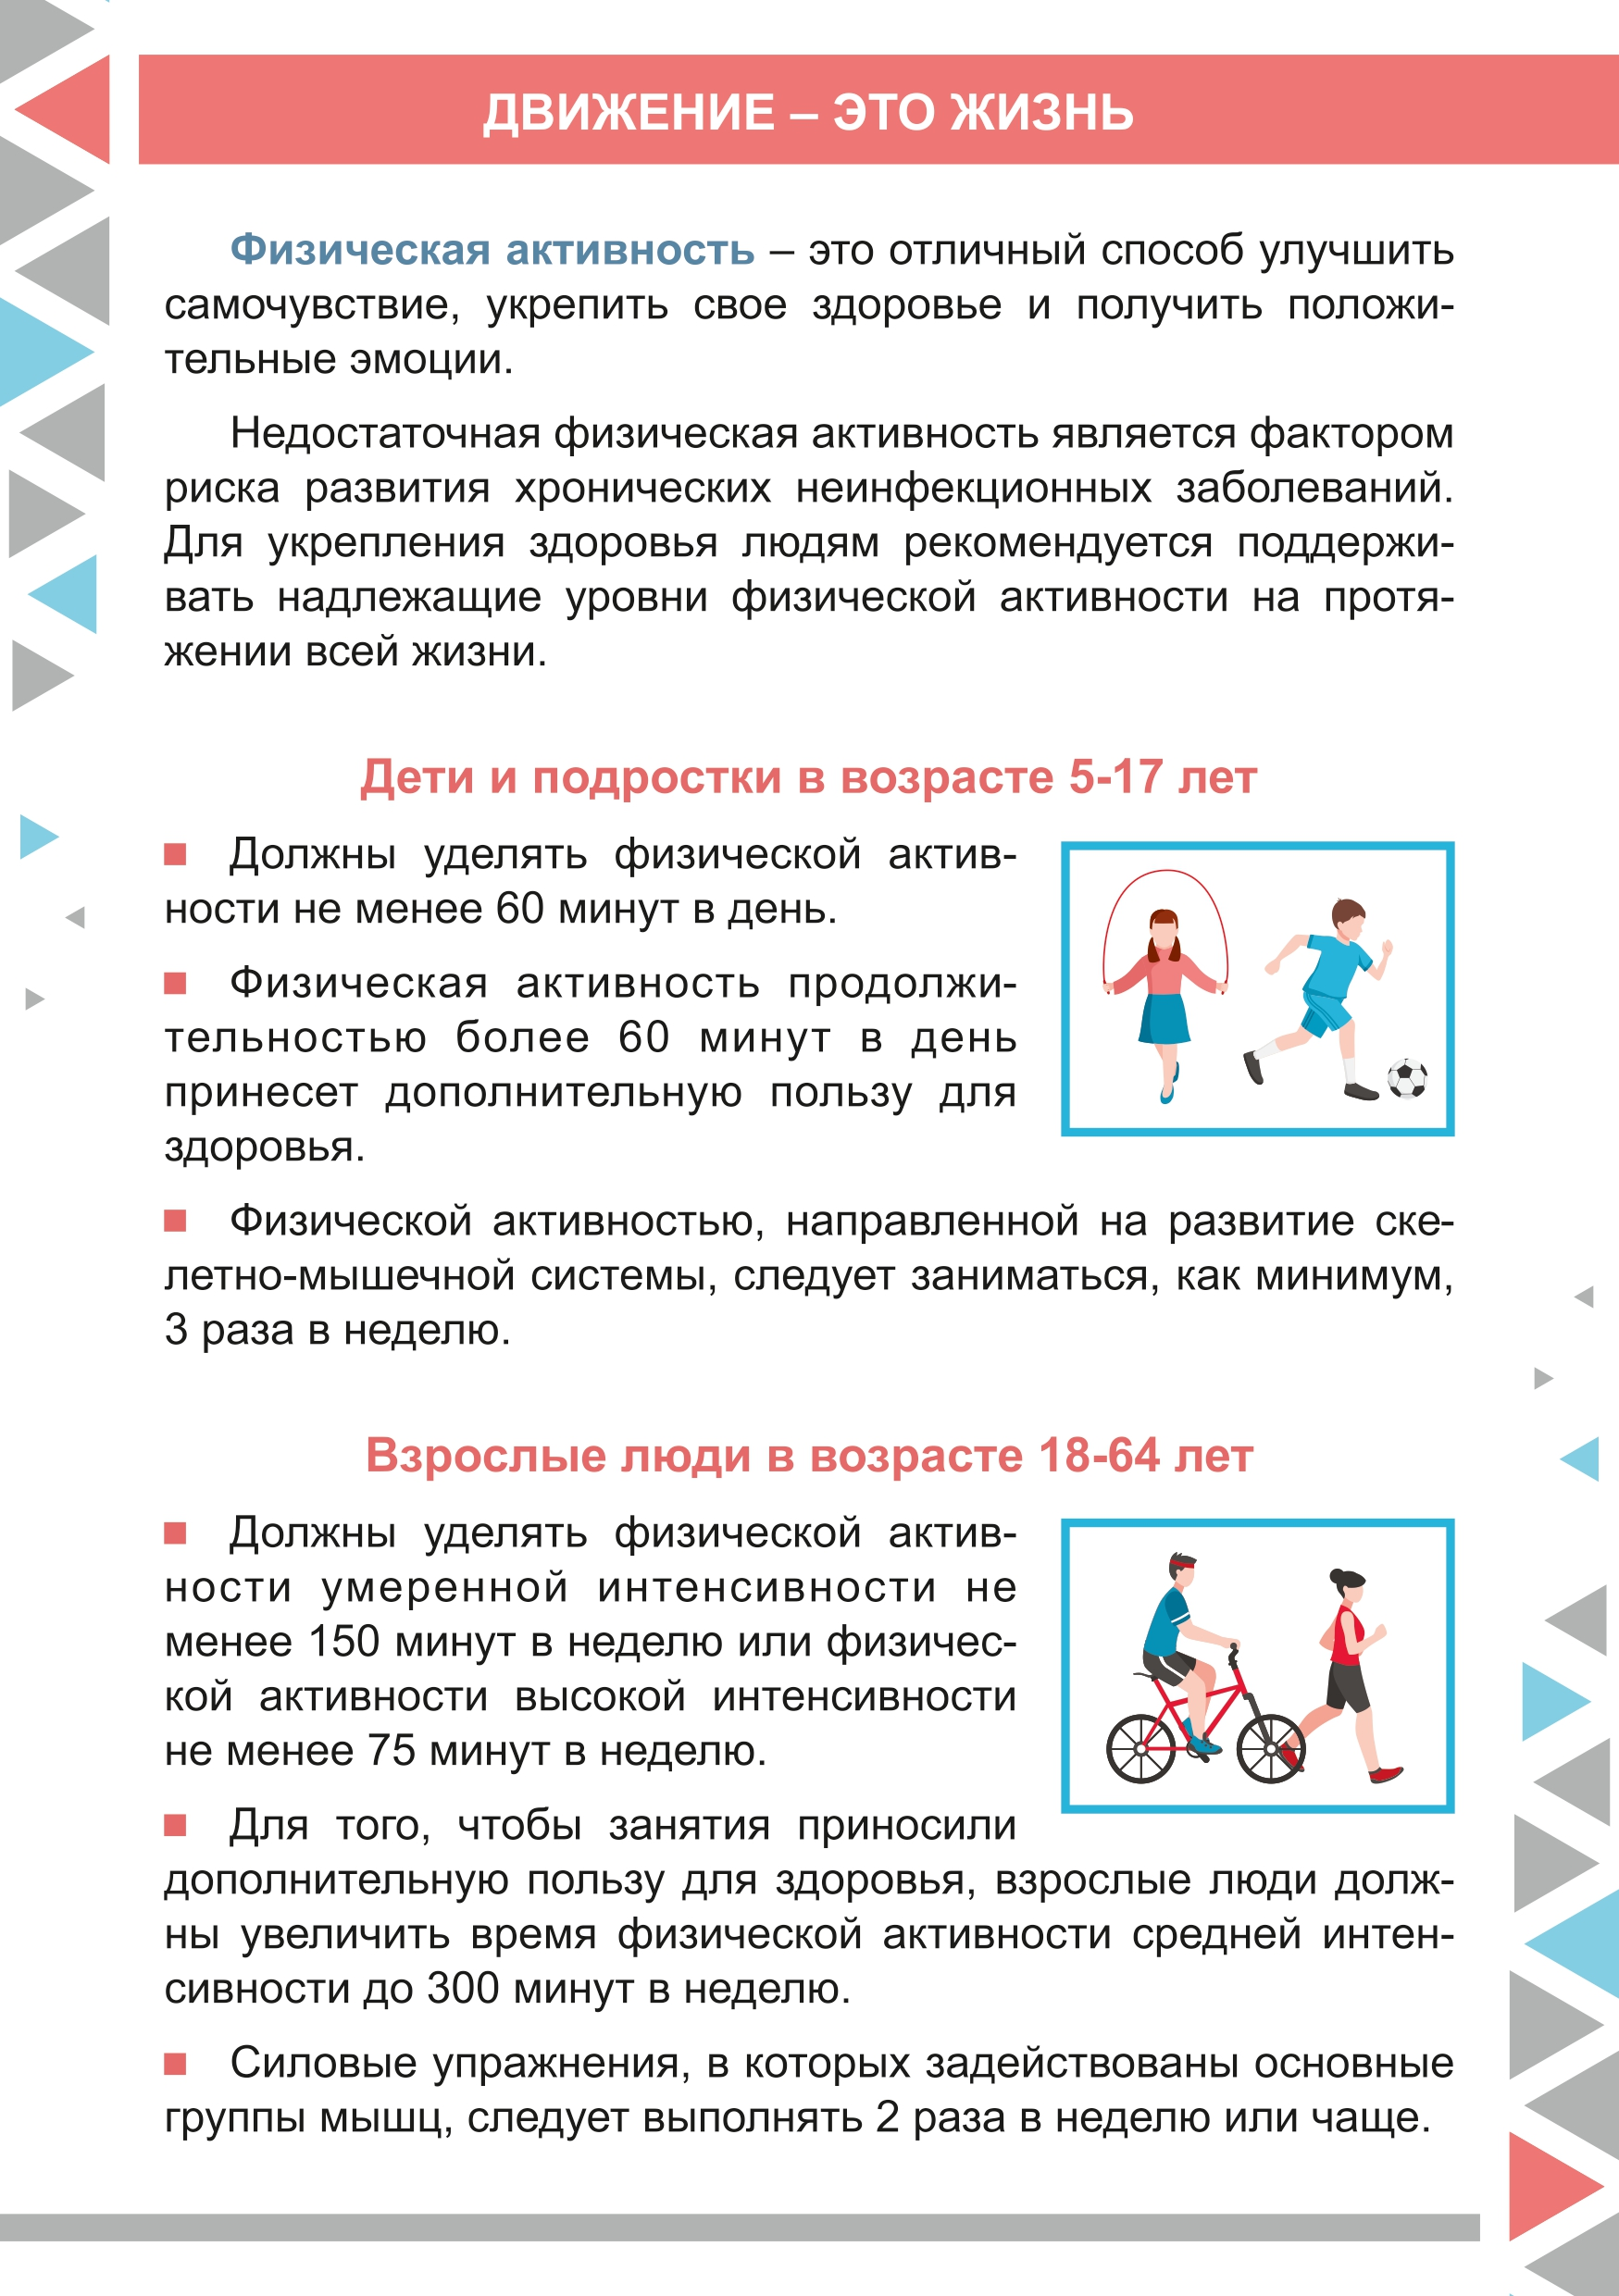 ДВИЖЕНИЕ – ЭТО ЖИЗНЬ
Физическая активность – это отличный способ улучшить
самочувствие, укрепить свое здоровье и получить положи-
тельные эмоции.
Недостаточная физическая активность является фактором
риска развития хронических неинфекционных заболеваний.
Для укрепления здоровья людям рекомендуется поддержи-
вать надлежащие уровни физической активности на протя-
жении всей жизни.
Дети и подростки в возрасте 5-17 лет
Должны уделять физической актив-
ности не менее 60 минут в день.
Физическая активность продолжи-
тельностью более 60 минут в день
принесет дополнительную пользу для
здоровья.
Физической активностью, направленной на развитие ске-
летно-мышечной системы, следует заниматься, как минимум,
3 раза в неделю.
Взрослые люди в возрасте 18-64 лет
Должны уделять физической актив-
ности умеренной интенсивности не
менее 150 минут в неделю или физичес-
кой активности высокой интенсивности
не менее 75 минут в неделю.
Для того, чтобы занятия приносили
дополнительную пользу для здоровья, взрослые люди долж-
ны увеличить время физической активности средней интен-
сивности до 300 минут в неделю.
Силовые упражнения, в которых задействованы основные
группы мышц, следует выполнять 2 раза в неделю или чаще.